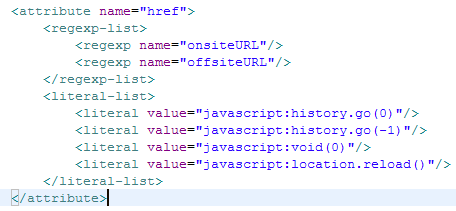 <attribute name="href">
<regexp-list>
<regexp name="onsiteURL"/>
<regexp name="offsiteURL"/>
</regexp-list>
<literal-list>
<literal value="javascript:history.go(0)"/>
<literal value="javascript:history.go(-1)"/>
<literal value="javascript:void(0)"/>
<literal value="javascript:location.reload()"/>
</literal-list>
</attribute>